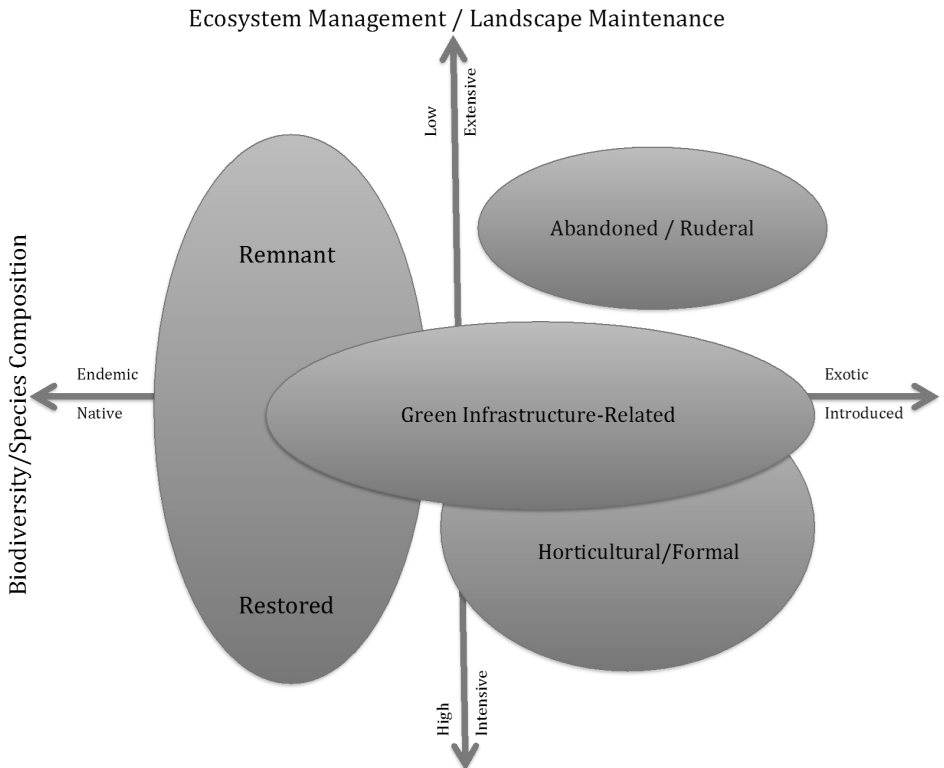 Ecosystem Management / Landscape Maintenance
Low
Extensive
Remnant
Abandoned / Ruderal
Biodiversity/Species Composition
Endemic
Native
Exotic
Introduced
Green Infrastructure-Related
Horticultural/Formal
Restored
High
Intensive